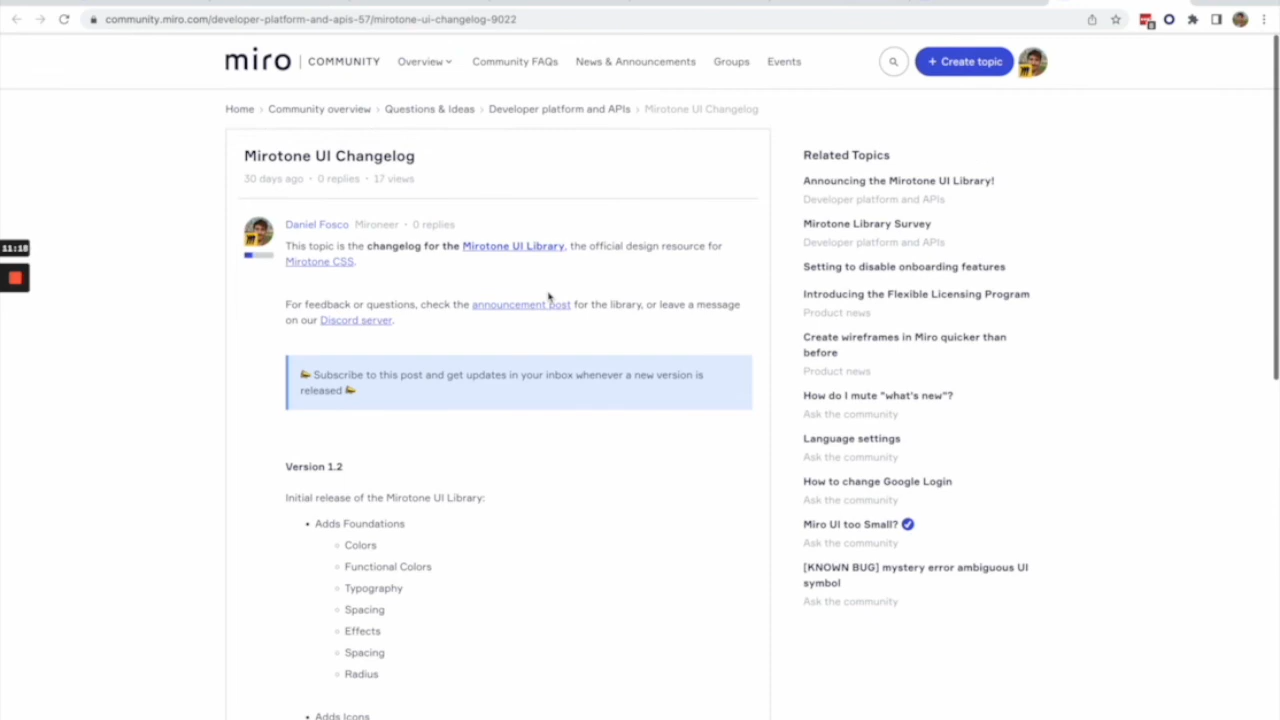 community.miro.com/developer-platform-and-apis-57/mirotone-ui-changelog-9022
miro | COMMUNITY
Overview
Community FAQs
News & Announcements
Groups
Events
+ Create topic
Home › Community overview › Questions & Ideas › Developer platform and APIs › Mirotone UI Changelog
Mirotone UI Changelog
30 days ago • 0 replies • 17 views
Daniel Fosco Mironeer • 0 replies
This topic is the changelog for the Mirotone UI Library, the official design resource for
Mirotone CSS.
For feedback or questions, check the announcement post for the library, or leave a message
on our Discord server.
Subscribe to this post and get updates in your inbox whenever a new version is
released
Version 1.2
Initial release of the Mirotone UI Library:
• Adds Foundations
Colors
Functional Colors
Typography
Spacing
Effects
Spacing
Radius
Adds Icons
Related Topics
Announcing the Mirotone UI Library!
Developer platform and APIs
Mirotone Library Survey
Developer platform and APIs
Setting to disable onboarding features
Introducing the Flexible Licensing Program
Product news
Create wireframes in Miro quicker than
before
Product news
How do I mute "what's new"?
Ask the community
Language settings
Ask the community
How to change Google Login
Ask the community
Miro UI too Small?
Ask the community
[KNOWN BUG] mystery error ambiguous UI
symbol
Ask the community
11:18